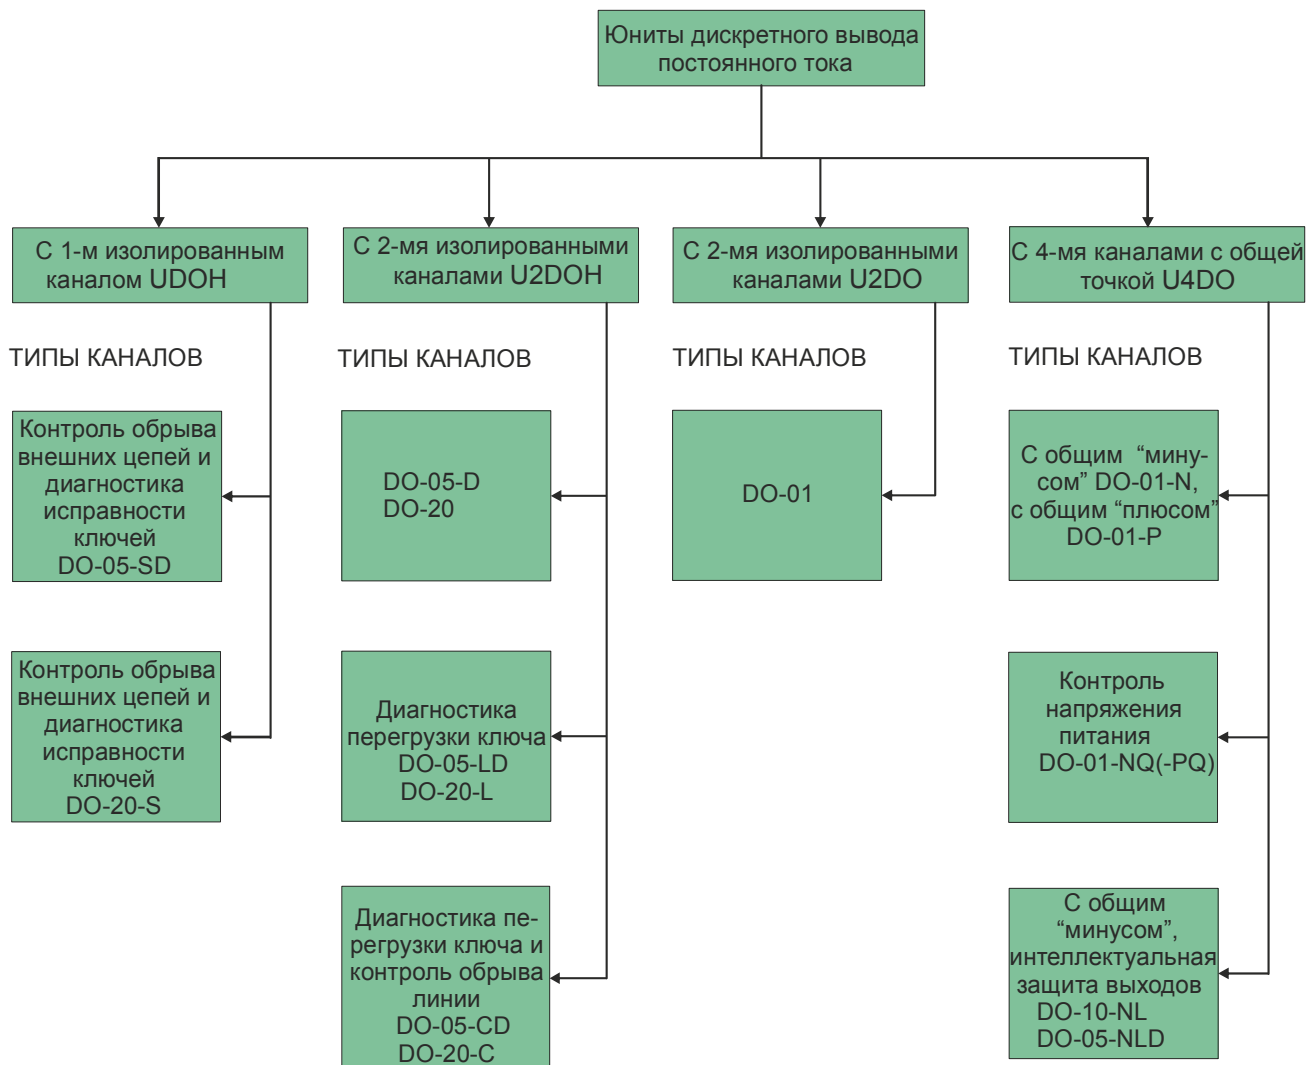 Юниты дискретного вывода
постоянного тока
С 1-м изолированным
каналом UDOH
С 2-мя изолированными
каналами U2DOH
С 2-мя изолированными
каналами U2DO
С 4-мя каналами с общей
точкой U4DO
ТИПЫ КАНАЛОВ
ТИПЫ КАНАЛОВ
ТИПЫ КАНАЛОВ
ТИПЫ КАНАЛОВ
Контроль обрыва
внешних цепей и
диагностика
исправности
ключей
DO-05-SD
DO-05-D
DO-20
DO-01
С общим “мину-
сом” DO-01-N,
с общим “плюсом”
DO-01-P
Контроль обрыва
внешних цепей и
диагностика
исправности
ключей
DO-20-S
Диагностика
перегрузки ключа
DO-05-LD
DO-20-L
Контроль
напряжения
питания
DO-01-NQ(-PQ)
Диагностика пе-
регрузки ключа и
контроль обрыва
линии
DO-05-CD
DO-20-C
С общим
“минусом”,
интеллектуальная
защита выходов
DO-10-NL
DO-05-NLD